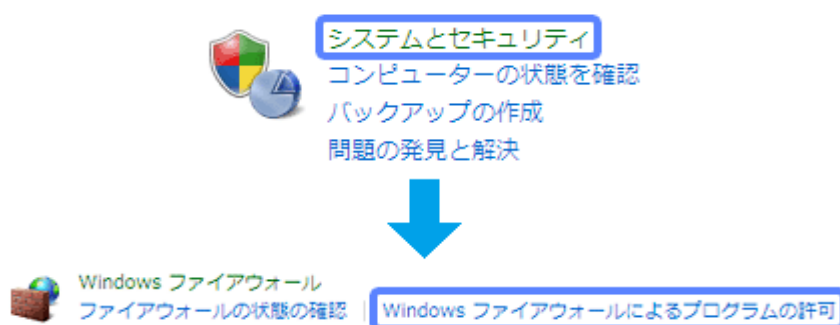 システムとセキュリティ
コンピューターの状態を確認
バックアップの作成
問題の発見と解決
Windows ファイアウォール
ファイアウォールの状態の確認 | Windows ファイアウォールによるプログラムの許可